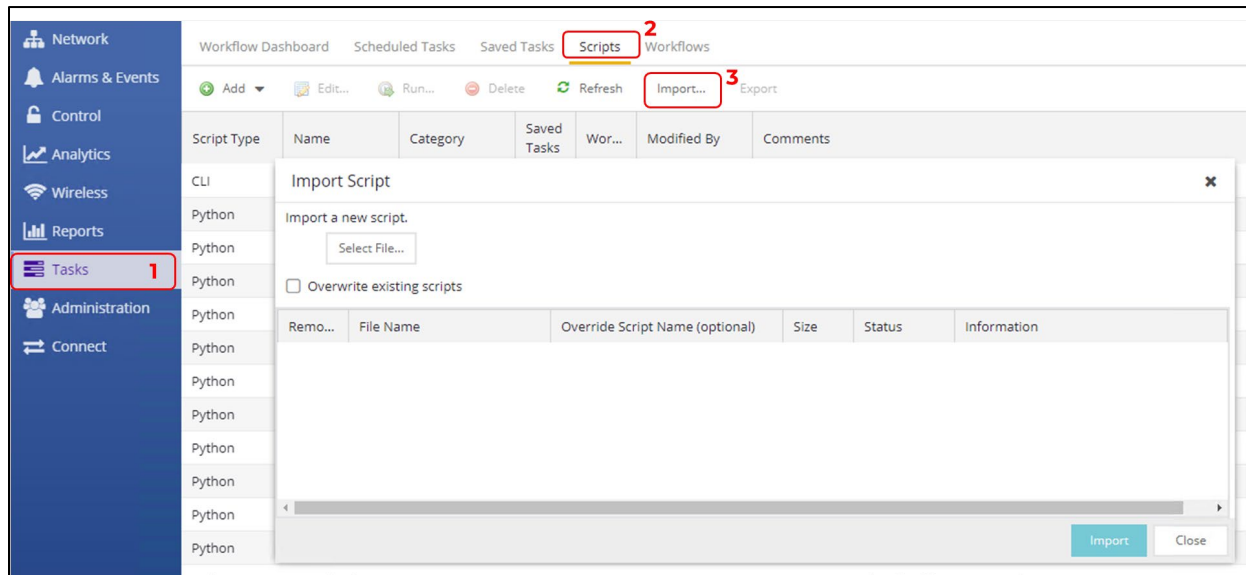 Network
Alarms & Events
Control
Analytics
Wireless
Reports
Tasks 1
Administration
Connect
2
Workflow Dashboard Scheduled Tasks Saved Tasks Scripts Workflows
Add Edit... Run... Delete Refresh Import... 3 Export
Script Type Name Category Saved Tasks Wor... Modified By Comments
CLI
Python
Python
Python
Python
Python
Python
Python
Python
Python
Python
Python
Import Script
Import a new script.
Select File...
Overwrite existing scripts
Remo... File Name Override Script Name (optional) Size Status Information
Import Close